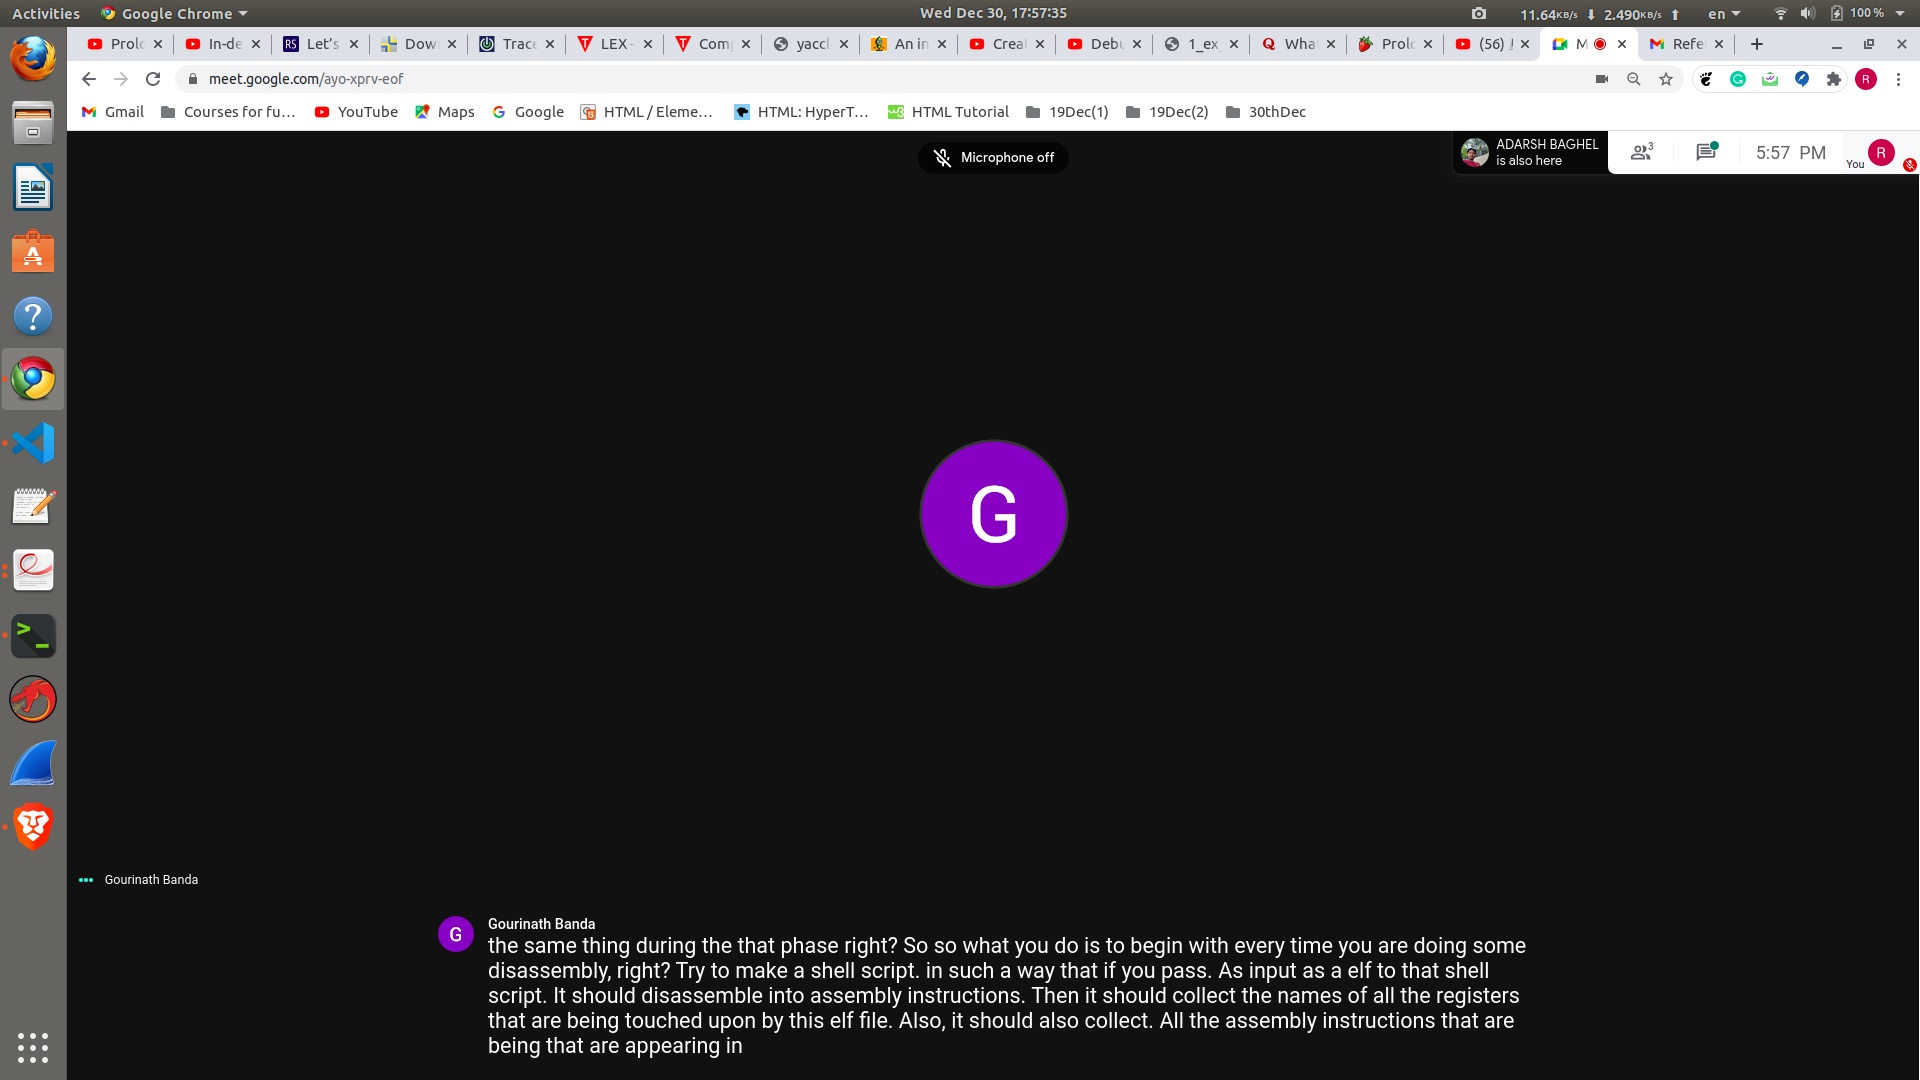 Activities Google Chrome Wed Dec 30, 17:57:35 11.64KB/s 2.490KB/s en 100%
Prolo In-de RS Let's Dow Trace LEX - Comp yaccl An in Crea Debu 1_ex Q Wha Prolo (56) M Refe
meet.google.com/ayo-xprv-eof R
Gmail Courses for fu... YouTube Maps Google HTML / Eleme... HTML: HyperT... HTML Tutorial 19Dec(1) 19Dec(2) 30thDec
Microphone off
ADARSH BAGHEL
is also here
3
5:57 PM
You
R
G
Gourinath Banda
G
Gourinath Banda
the same thing during the that phase right? So so what you do is to begin with every time you are doing some
disassembly, right? Try to make a shell script. in such a way that if you pass. As input as a elf to that shell
script. It should disassemble into assembly instructions. Then it should collect the names of all the registers
that are being touched upon by this elf file. Also, it should also collect. All the assembly instructions that are
being that are appearing in